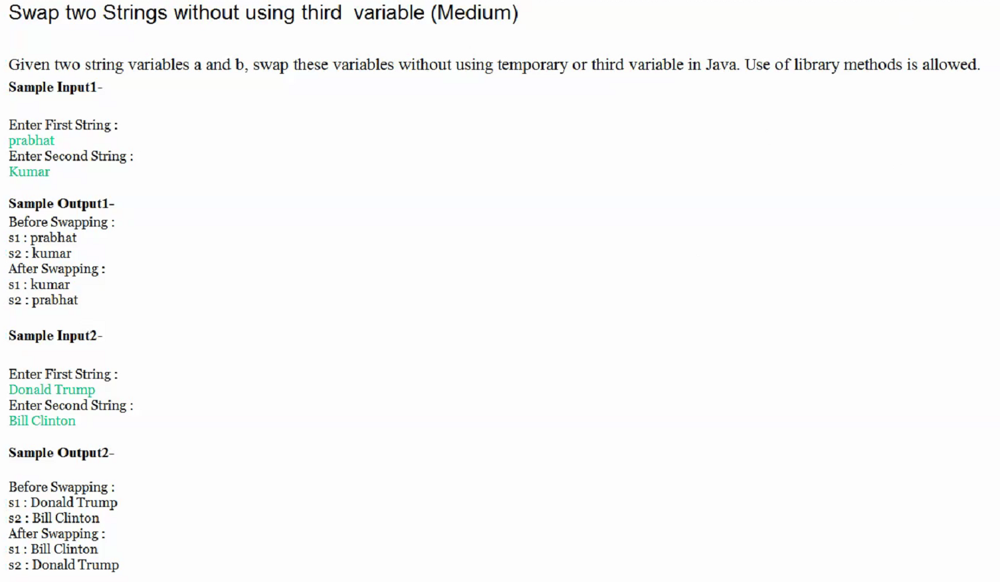 Swap two Strings without using third  variable (Medium)
Given two string variables a and b, swap these variables without using temporary or third variable in Java. Use of library methods is allowed.
Sample Input1-
Enter First String :
prabhat
Enter Second String :
Kumar
Sample Output1-
Before Swapping :
s1 : prabhat
s2 : kumar
After Swapping :
s1 : kumar
s2 : prabhat
Sample Input2-
Enter First String :
Donald Trump
Enter Second String :
Bill Clinton
Sample Output2-
Before Swapping :
s1 : Donald Trump
s2 : Bill Clinton
After Swapping :
s1 : Bill Clinton
s2 : Donald Trump